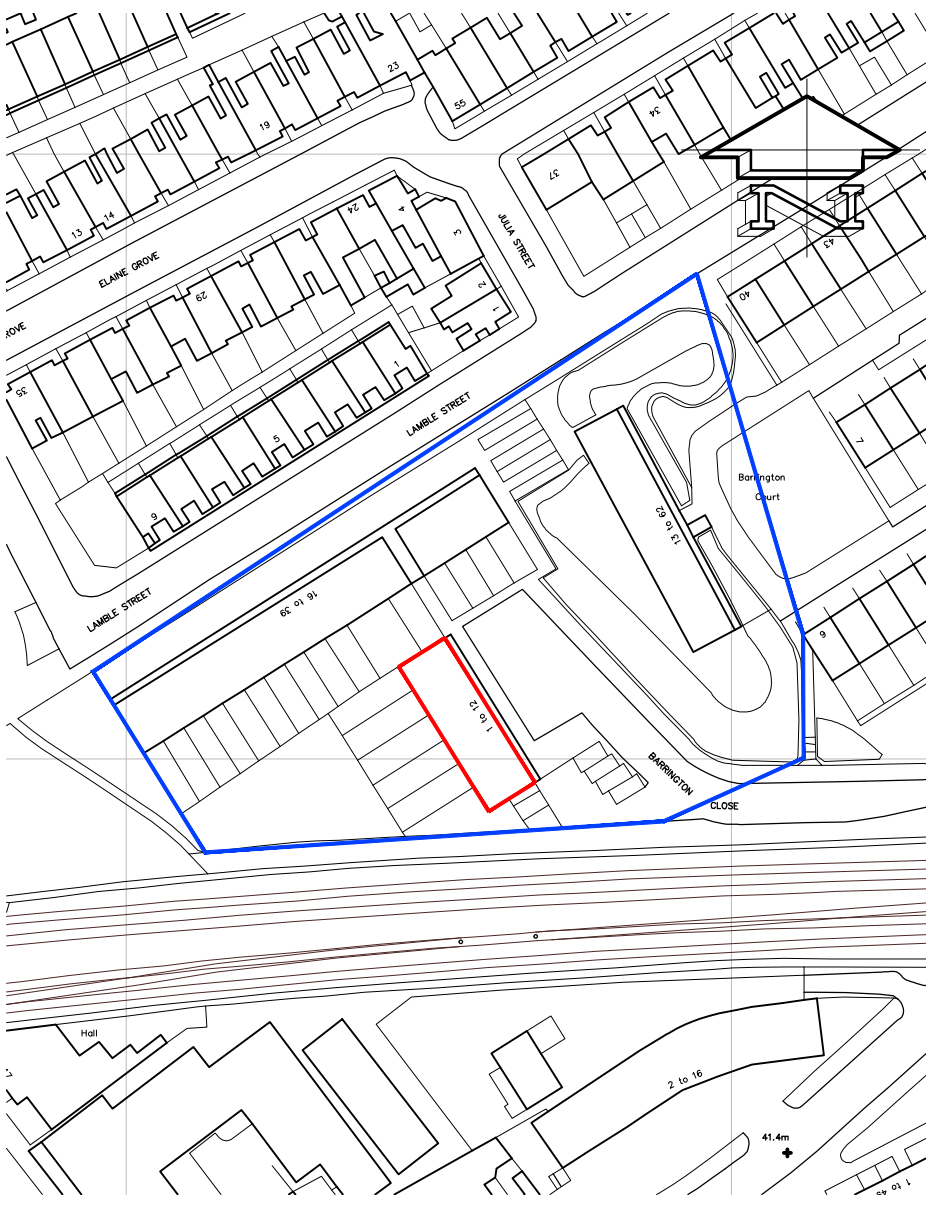 23
55
19
34
37
14
13
24
4
3
JULIA STREET
ELAINE GROVE
43
29
2
1
40
ROVE
35
1
LAMBLE STREET
5
7
Barrington
Court
9
13 to 62
LAMBLE STREET
16 to 39
9
1 to 12
BARRINGTON
CLOSE
N
Hall
2 to 16
41.4m